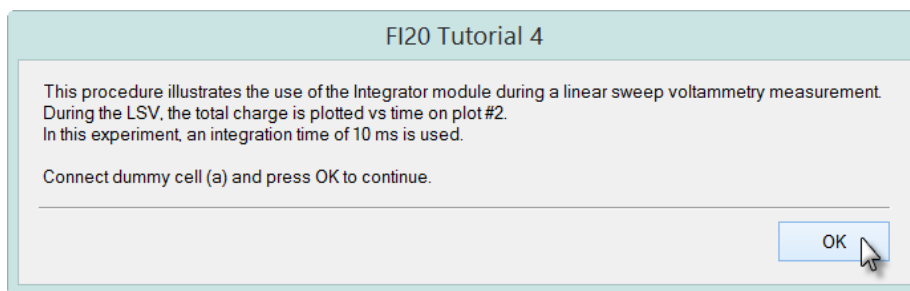 FI20 Tutorial 4
This procedure illustrates the use of the Integrator module during a linear sweep voltammetry measurement.
During the LSV, the total charge is plotted vs time on plot #2.
In this experiment, an integration time of 10 ms is used.
Connect dummy cell (a) and press OK to continue.
OK